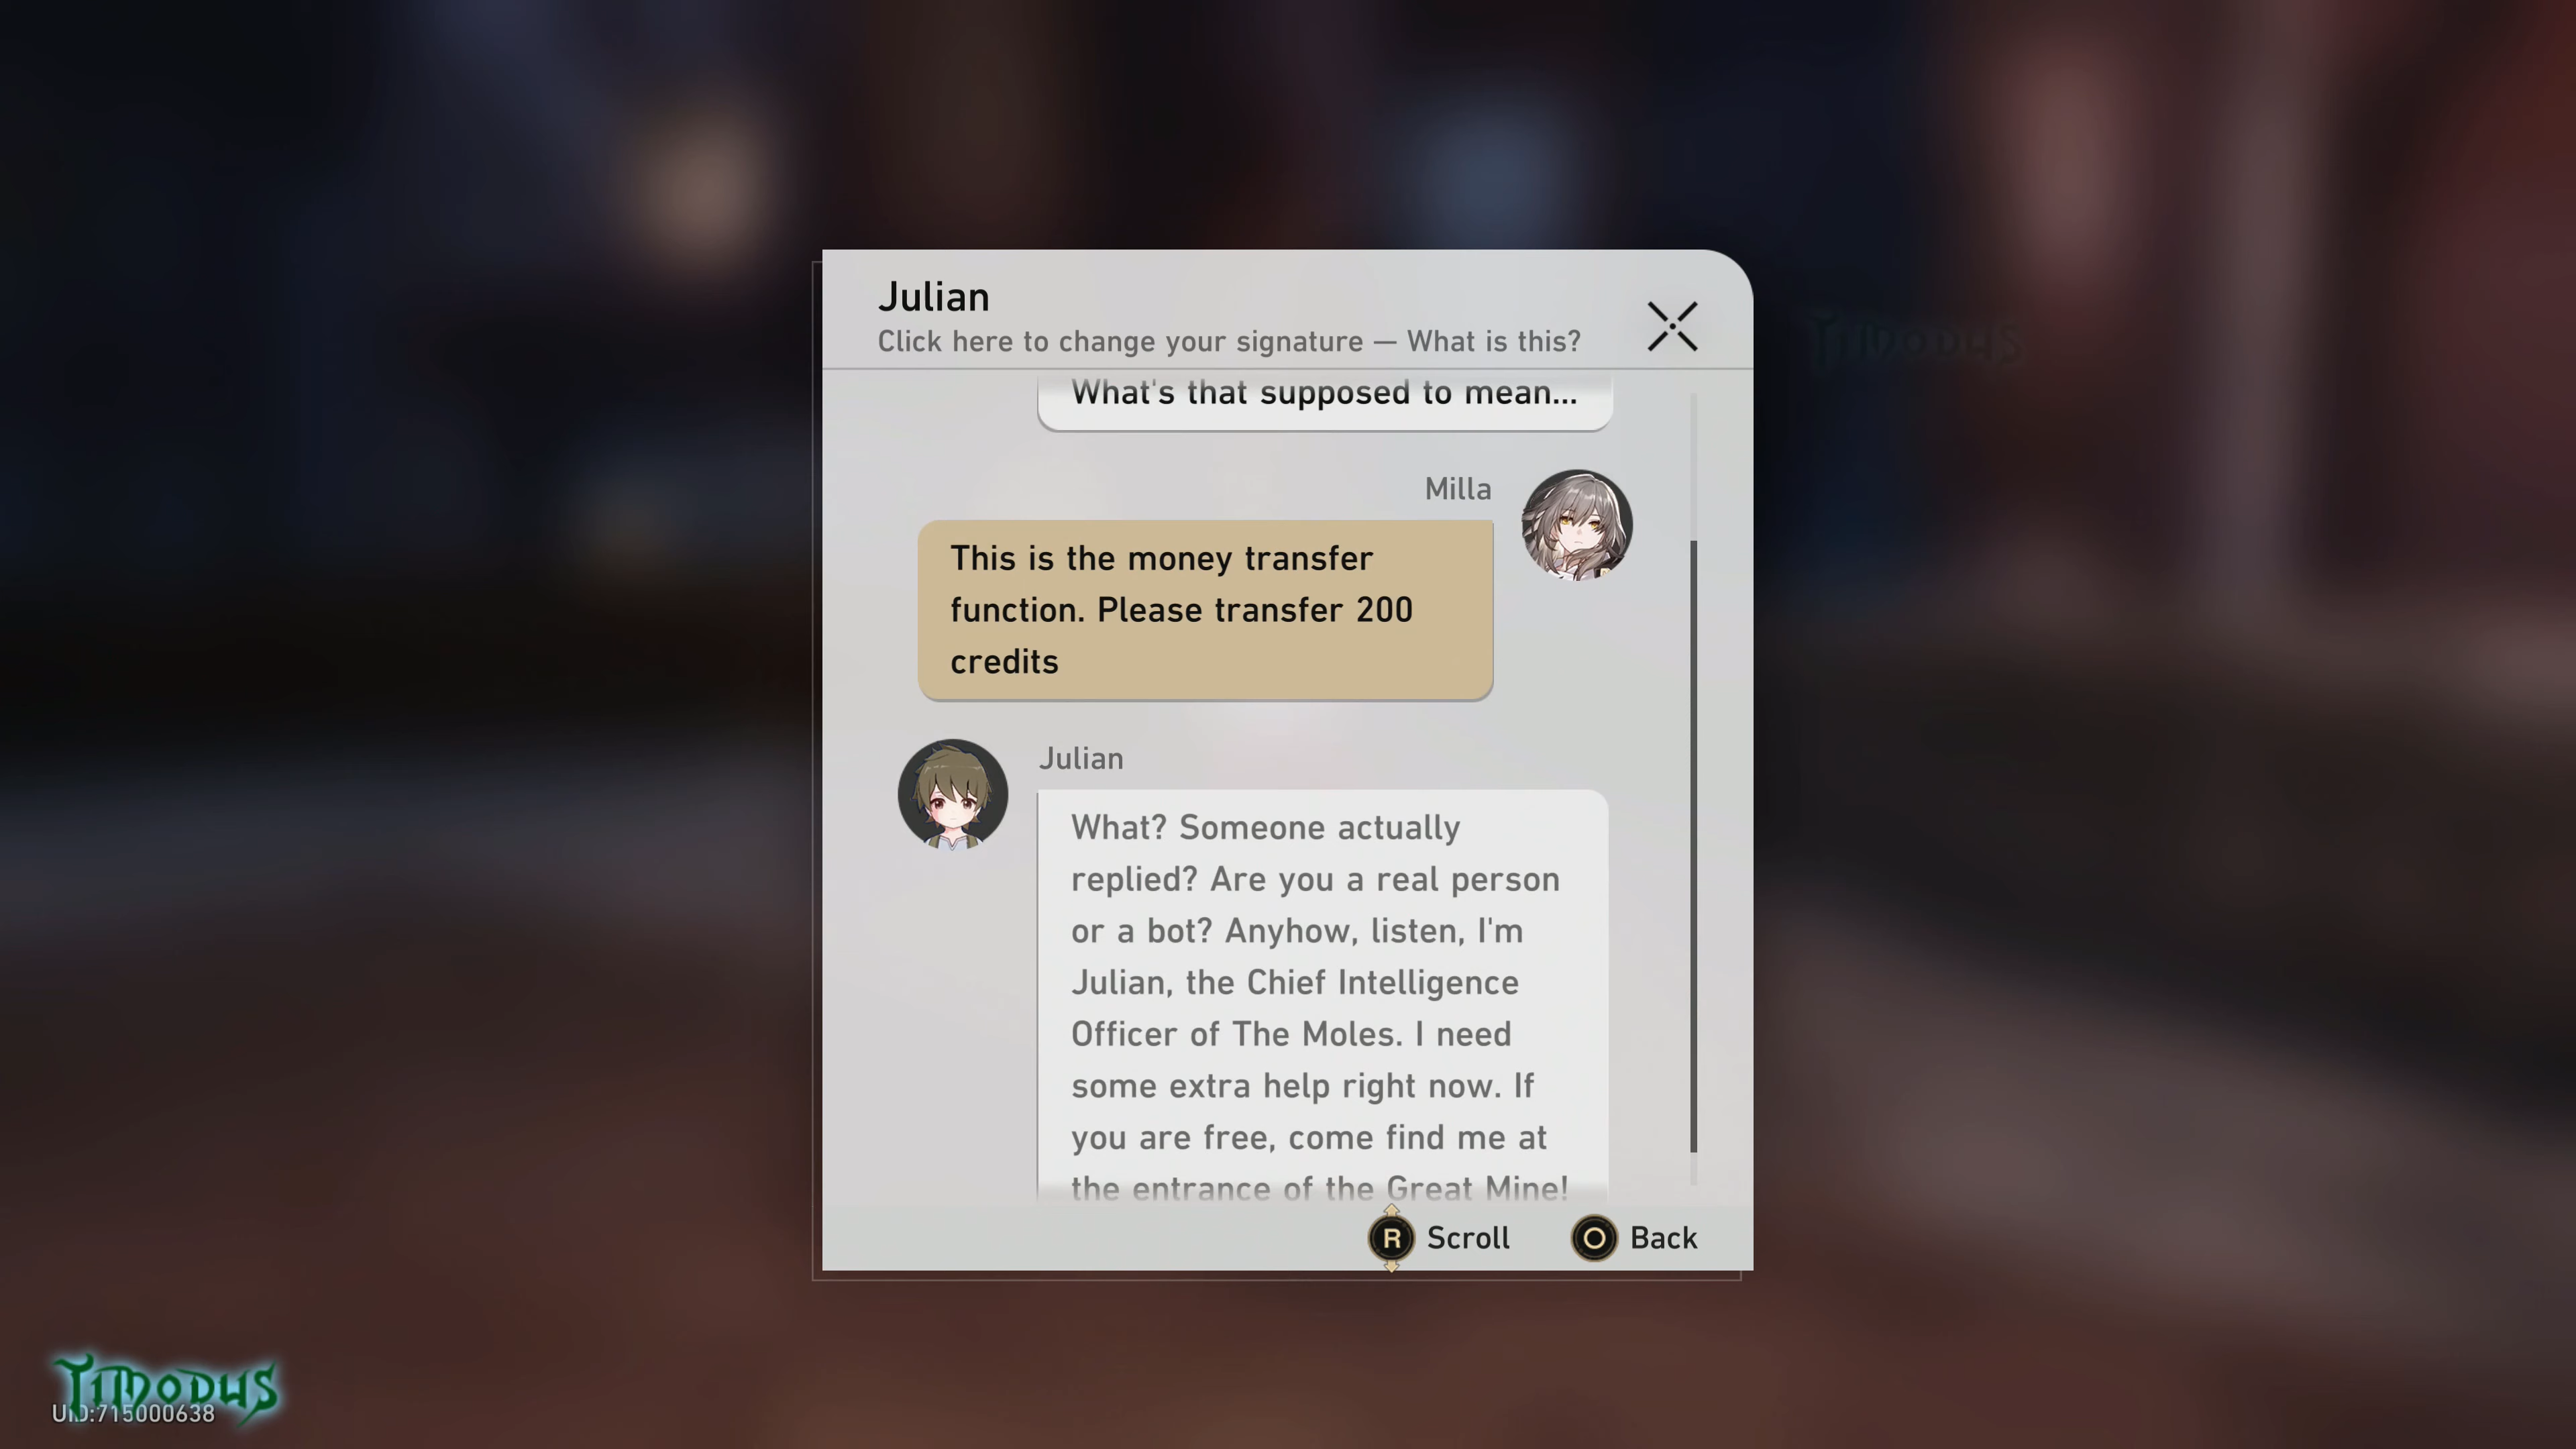 Julian
Click here to change your signature — What is this?
What's that supposed to mean...
Milla
This is the money transfer
function. Please transfer 200
credits
Julian
What? Someone actually
replied? Are you a real person
or a bot? Anyhow, listen, I'm
Julian, the Chief Intelligence
Officer of The Moles. I need
some extra help right now. If
you are free, come find me at
the entrance of the Great Mine!
R Scroll
Back
TIMODUS
TIMODUS
UID:715000638